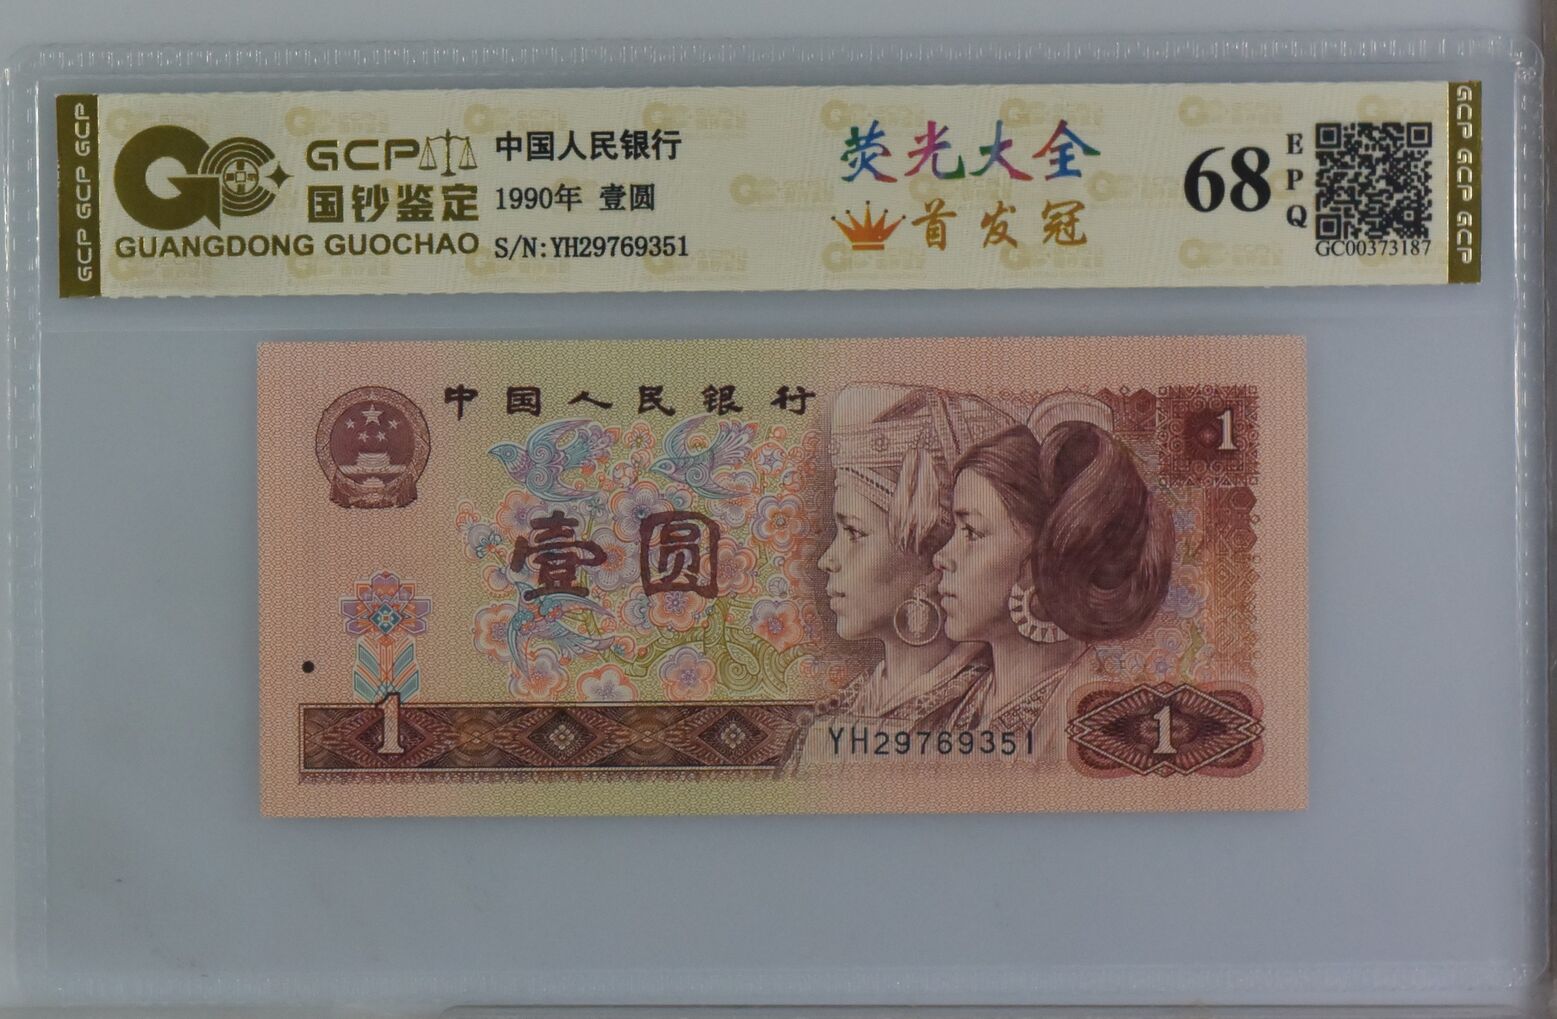 GCP GCP GCP
GCP
国钞鉴定
GUANGDONG GUOCHAO
中国人民银行
1990年 壹圆
S/N:YH29769351
荧光大全
首发冠
68
EPQ
GC00373187
GCP GCP GCP
中国人民银行
1
壹圆
1
YH29769351
1